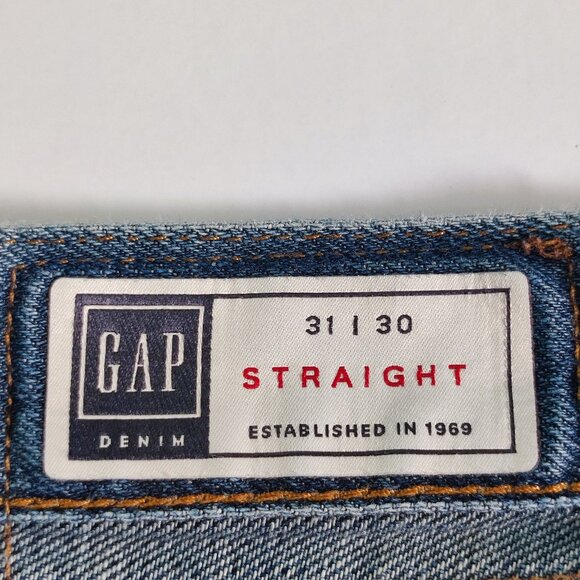 GAP
DENIM
31 | 30
STRAIGHT
ESTABLISHED IN 1969